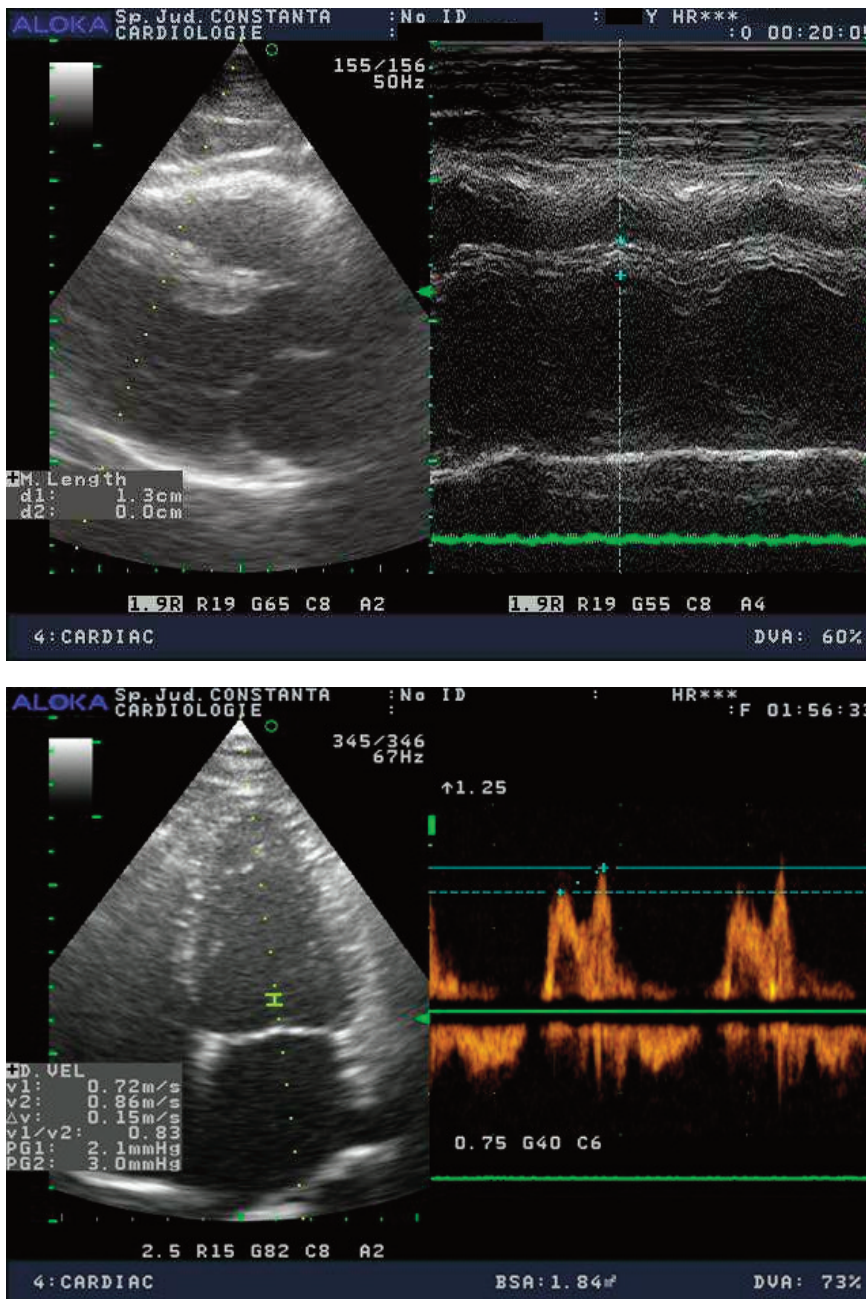 ALOKA Sp.Jud.CONSTANTA :No ID : Y HR***
CARDIOLOGIE : :Q 00:20:05
155/156
50Hz
+M.Length
d1: 1.3cm
d2: 0.0cm
1.9R R19 G65 C8 A2 1.9R R19 G55 C8 A4
4:CARDIAC DVA: 60%
ALOKA Sp.Jud.CONSTANTA :No ID : HR***
CARDIOLOGIE : :F 01:56:33
345/346
67Hz
↑1.25
+D.VEL
v1: 0.72m/s
v2: 0.86m/s
△v: 0.15m/s
v1/v2: 0.83
PG1: 2.1mmHg
PG2: 3.0mmHg
0.75 G40 C6
2.5 R15 G82 C8 A2
4:CARDIAC BSA:1.84㎡ DVA: 73%